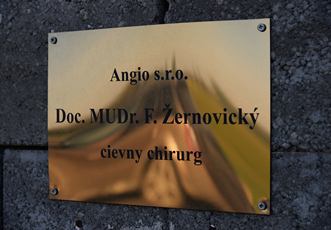 Angio s.r.o.
Doc. MUDr. F. Žernovický
cievny chirurg